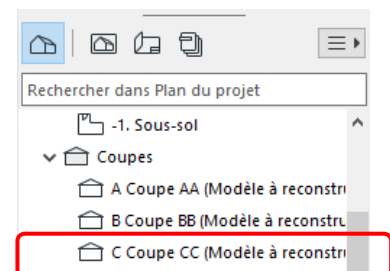 Rechercher dans Plan du projet
-1. Sous-sol
Coupes
A Coupe AA (Modèle à reconstru
B Coupe BB (Modèle à reconstru
C Coupe CC (Modèle à reconstru